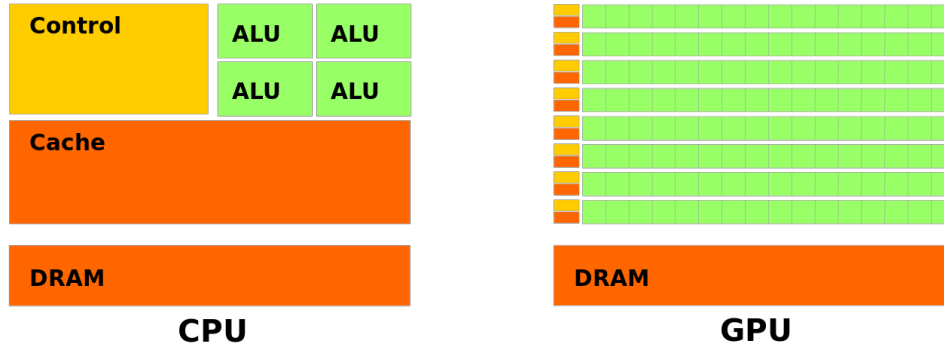 Control
ALU ALU
ALU ALU
Cache
DRAM
CPU
DRAM
GPU